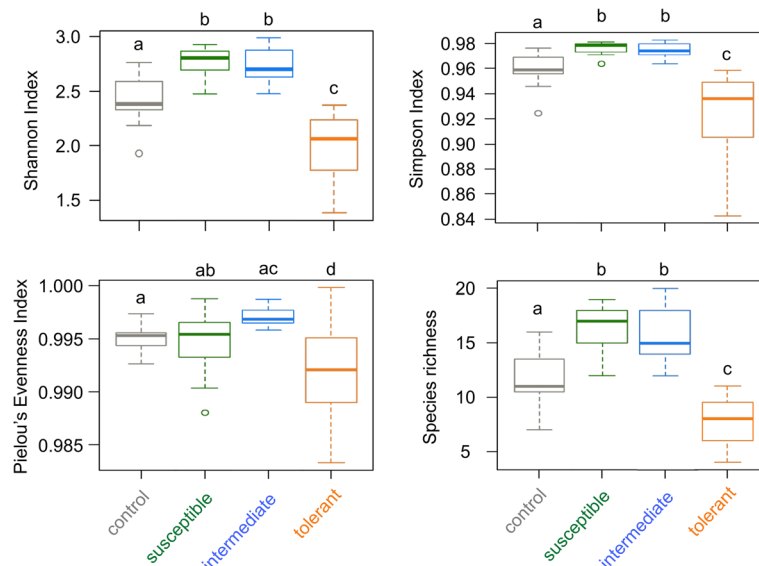 Shannon Index
3.0
2.5
2.0
1.5
a
b
b
c
Simpson Index
0.98
0.96
0.94
0.92
0.90
0.88
0.86
0.84
a
b
b
c
Pielou's Evenness Index
1.000
0.995
0.990
0.985
a
ab
ac
d
control
susceptible
intermediate
tolerant
Species richness
20
15
10
5
a
b
b
c
control
susceptible
intermediate
tolerant